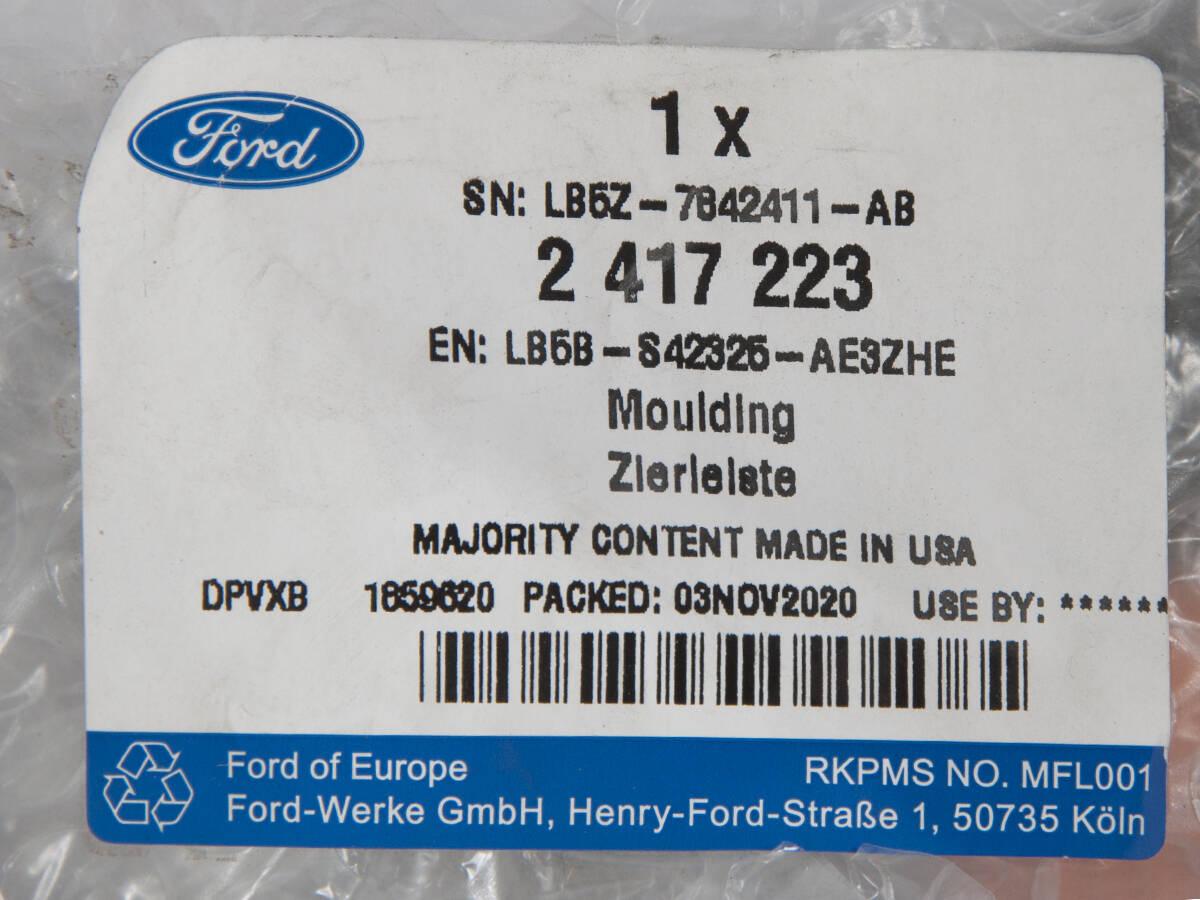 Ford
1 x
SN: LB5Z-7842411-AB
2 417 223
EN: LB5B-S42325-AE3ZHE
Moulding
Zierleiste
MAJORITY CONTENT MADE IN USA
DPVXB 1659620 PACKED: 03NOV2020 USE BY: ******
Ford of Europe RKPMS NO. MFL001
Ford-Werke GmbH, Henry-Ford-Straße 1, 50735 Köln